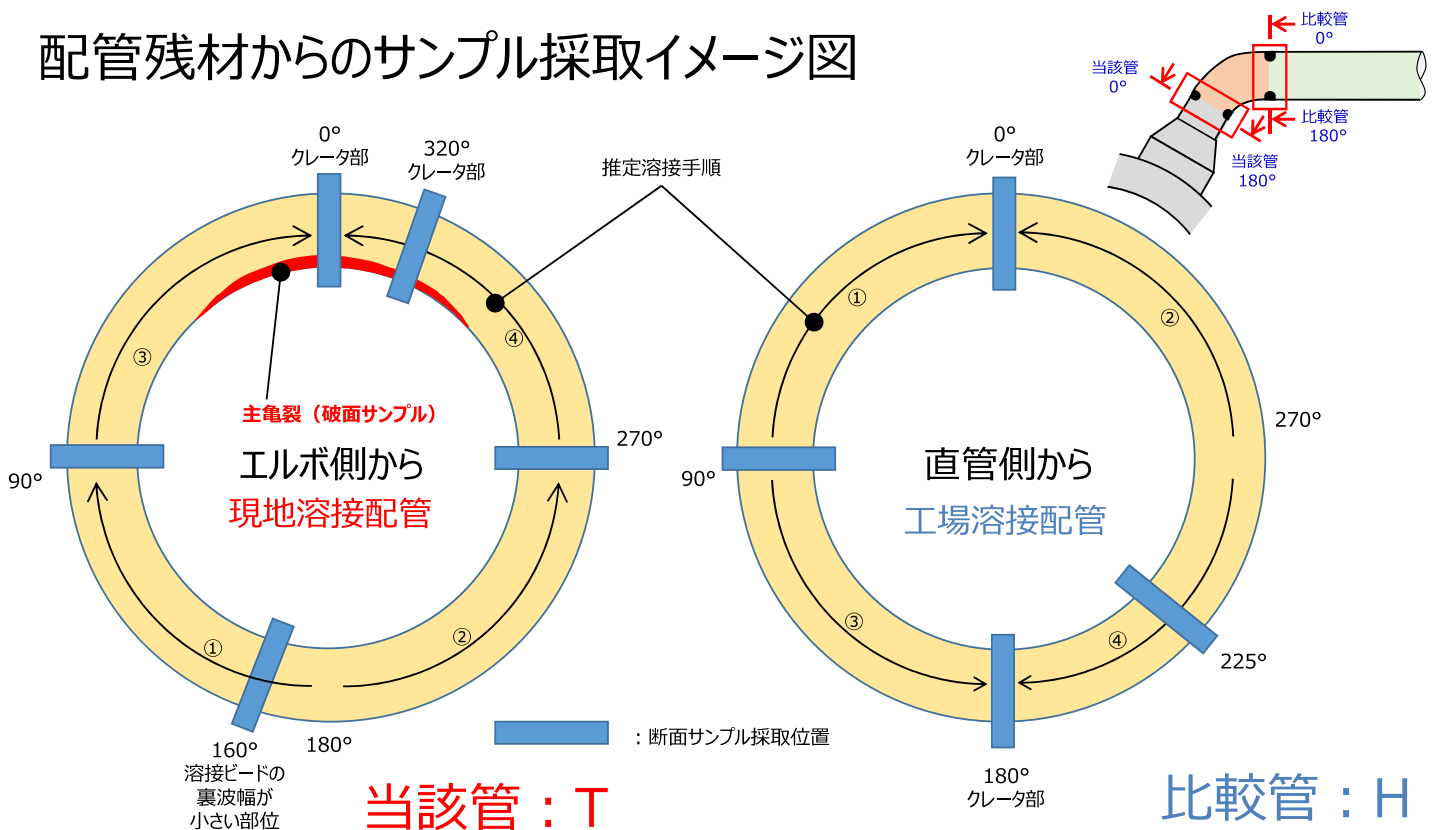 配管残材からのサンプル採取イメージ図
比較管
0°
当該管
0°
比較管
180°
当該管
180°
0°
クレータ部
320°
クレータ部
推定溶接手順
0°
クレータ部
①
②
③
④
主亀裂（破面サンプル）
エルボ側から
現地溶接配管
90°
270°
直管側から
工場溶接配管
90°
270°
①
②
③
④
225°
160°
溶接ビードの
裏波幅が
小さい部位
180°
：断面サンプル採取位置
180°
クレータ部
当該管：T
比較管：H